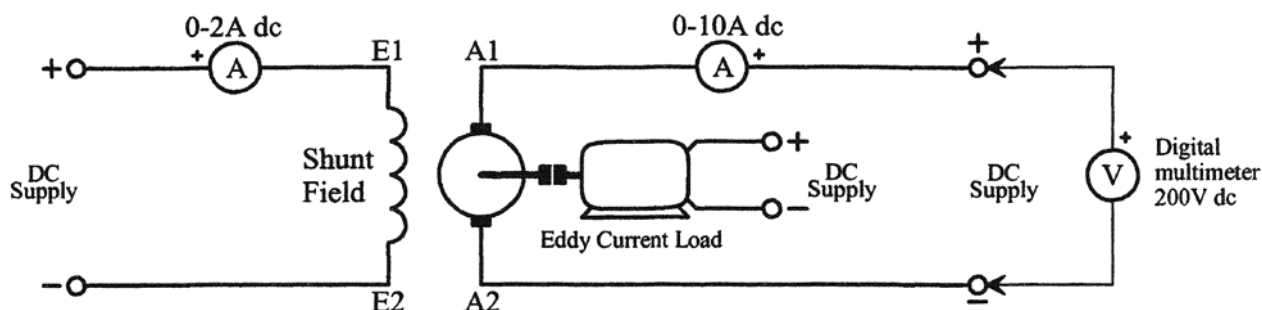 0-2A dc
+ A
E1
+
Shunt
Field
DC
Supply
−
E2
A1
0-10A dc
A +
+
+
−
DC
Supply
DC
Supply
Eddy Current Load
A2
−
+
V
Digital
multimeter
200V dc